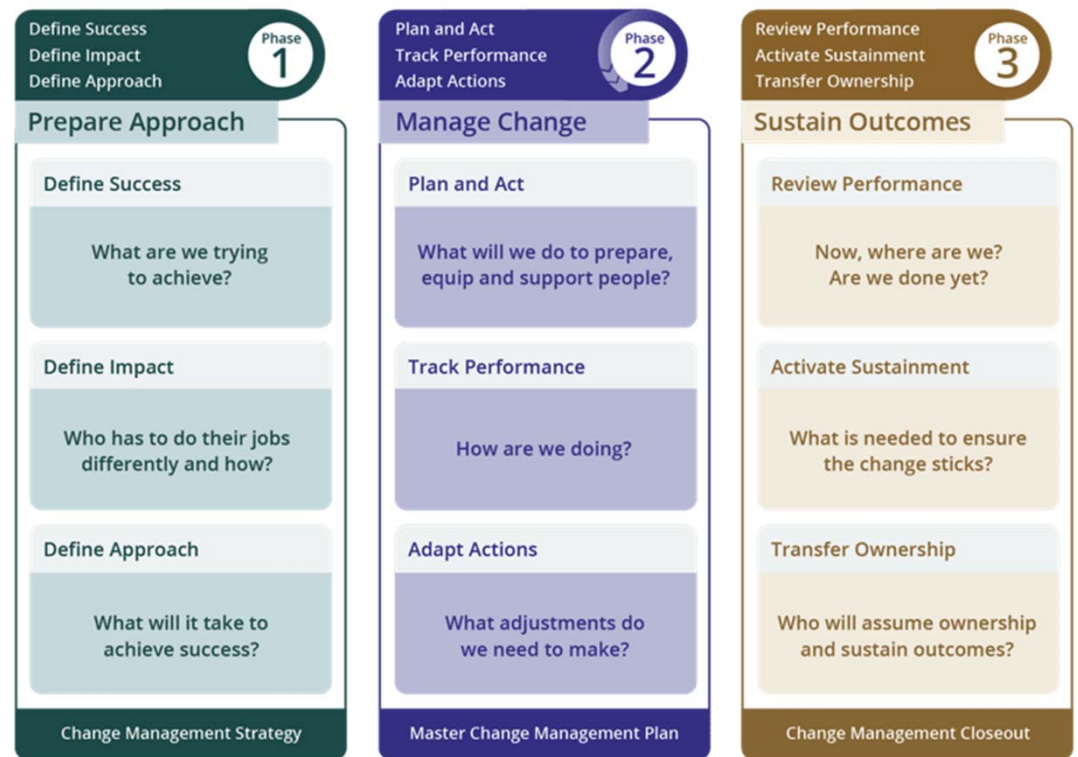 Define Success
Define Impact
Define Approach
Phase
1
Prepare Approach
Define Success
What are we trying
to achieve?
Define Impact
Who has to do their jobs
differently and how?
Define Approach
What will it take to
achieve success?
Change Management Strategy
Plan and Act
Track Performance
Adapt Actions
Phase
2
Manage Change
Plan and Act
What will we do to prepare,
equip and support people?
Track Performance
How are we doing?
Adapt Actions
What adjustments do
we need to make?
Master Change Management Plan
Review Performance
Activate Sustainment
Transfer Ownership
Phase
3
Sustain Outcomes
Review Performance
Now, where are we?
Are we done yet?
Activate Sustainment
What is needed to ensure
the change sticks?
Transfer Ownership
Who will assume ownership
and sustain outcomes?
Change Management Closeout